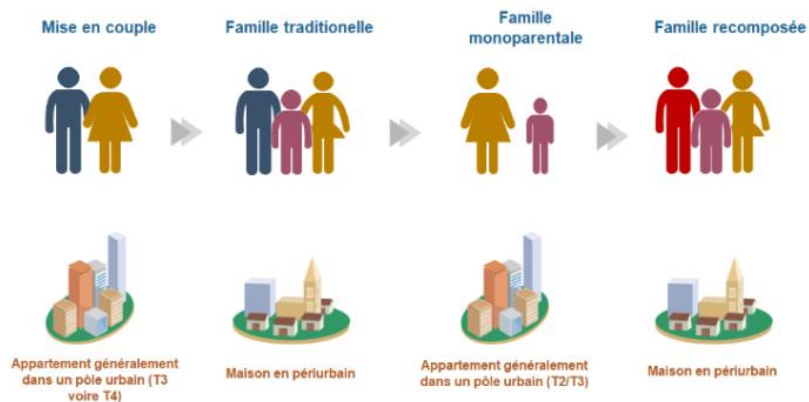 Mise en couple
Famille traditionelle
Famille
monoparentale
Famille recomposée
Appartement généralement
dans un pôle urbain (T3
voire T4)
Maison en périurbain
Appartement généralement
dans un pôle urbain (T2/T3)
Maison en périurbain